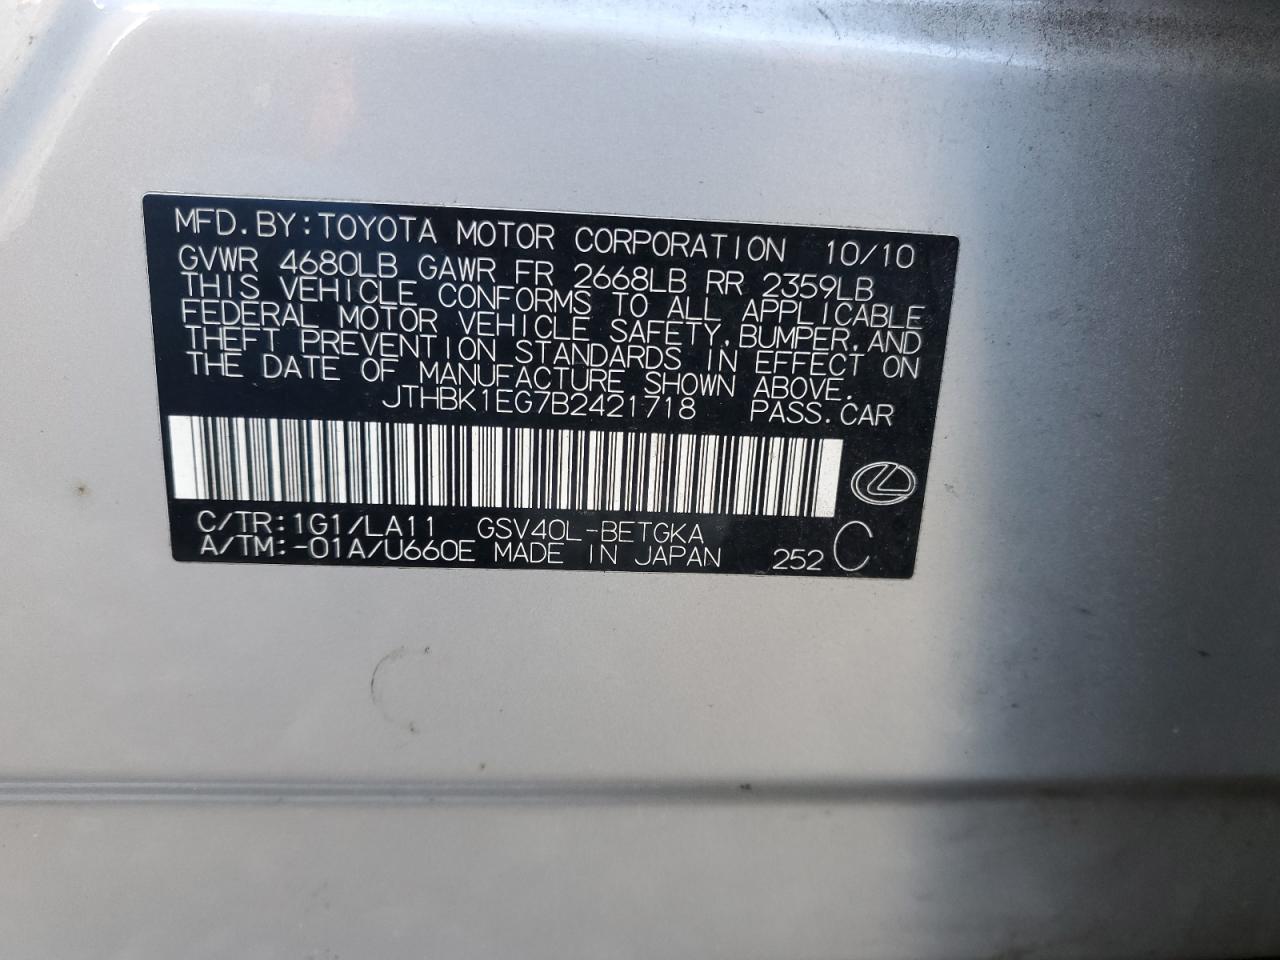 MFD.BY:TOYOTA MOTOR CORPORATION 10/10
GVWR 4680LB GAWR FR 2668LB RR 2359LB
THIS VEHICLE CONFORMS TO ALL APPLICABLE
FEDERAL MOTOR VEHICLE SAFETY,BUMPER,AND
THEFT PREVENTION STANDARDS IN EFFECT ON
THE DATE OF MANUFACTURE SHOWN ABOVE.
JTHBK1EG7B2421718 PASS.CAR
C/TR:1G1/LA11 GSV40L-BETGKA
A/TM:-01A/U660E MADE IN JAPAN 252 C